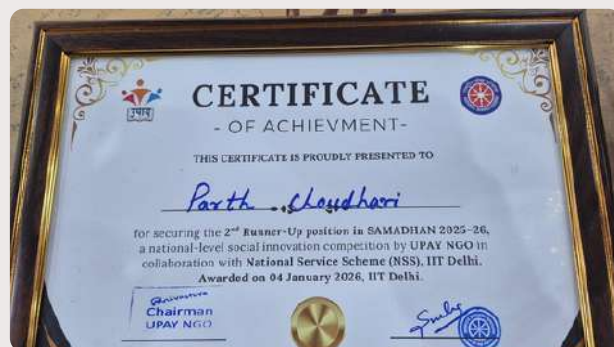 CERTIFICATE
- OF ACHIEVMENT-
THIS CERTIFICATE IS PROUDLY PRESENTED TO
Parth Choudhari
for securing the 2nd Runner-Up position in SAMADHAN 2025-26,
a national-level social innovation competition by UPAY NGO in
collaboration with National Service Scheme (NSS), IIT Delhi.
Awarded on 04 January 2026, IIT Delhi.
उपाय
Chairman
UPAY NGO